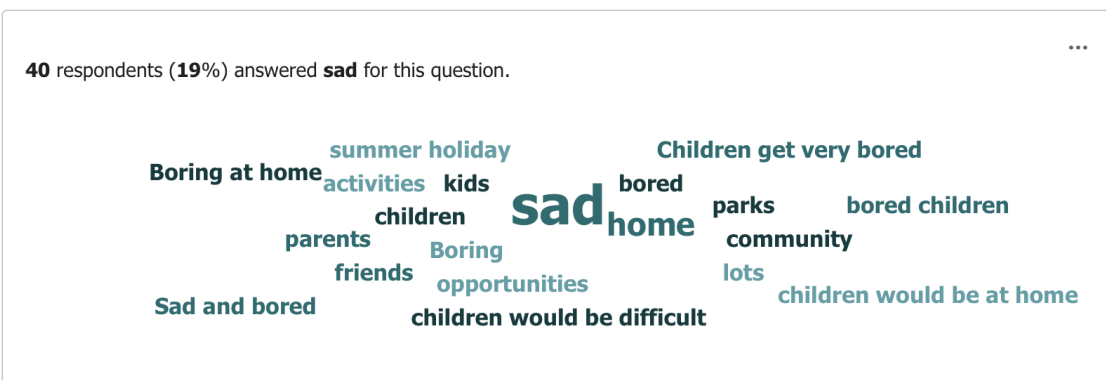 ...
40 respondents (19%) answered sad for this question.
summer holiday
Children get very bored
Boring at home
activities
kids
sad
bored
children
home
parks
bored children
parents
Boring
community
friends
opportunities
lots
children would be at home
Sad and bored
children would be difficult